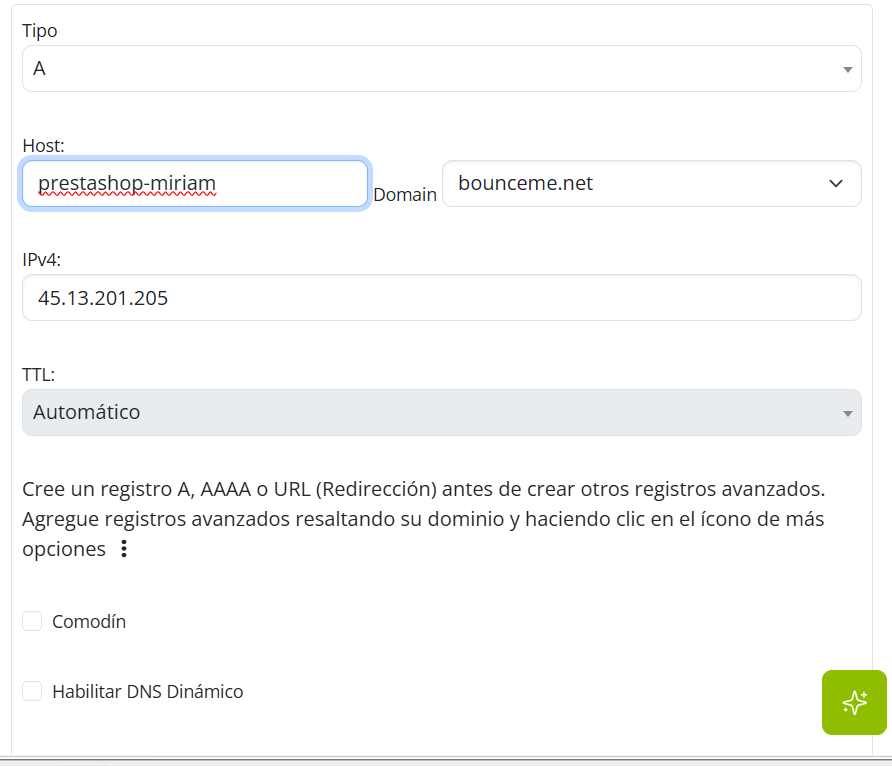 Tipo
A
Host:
prestashop-miriam
Domain
bounceme.net
IPv4:
45.13.201.205
TTL:
Automático
Cree un registro A, AAAA o URL (Redirección) antes de crear otros registros avanzados.
Agregue registros avanzados resaltando su dominio y haciendo clic en el ícono de más
opciones
Comodín
Habilitar DNS Dinámico